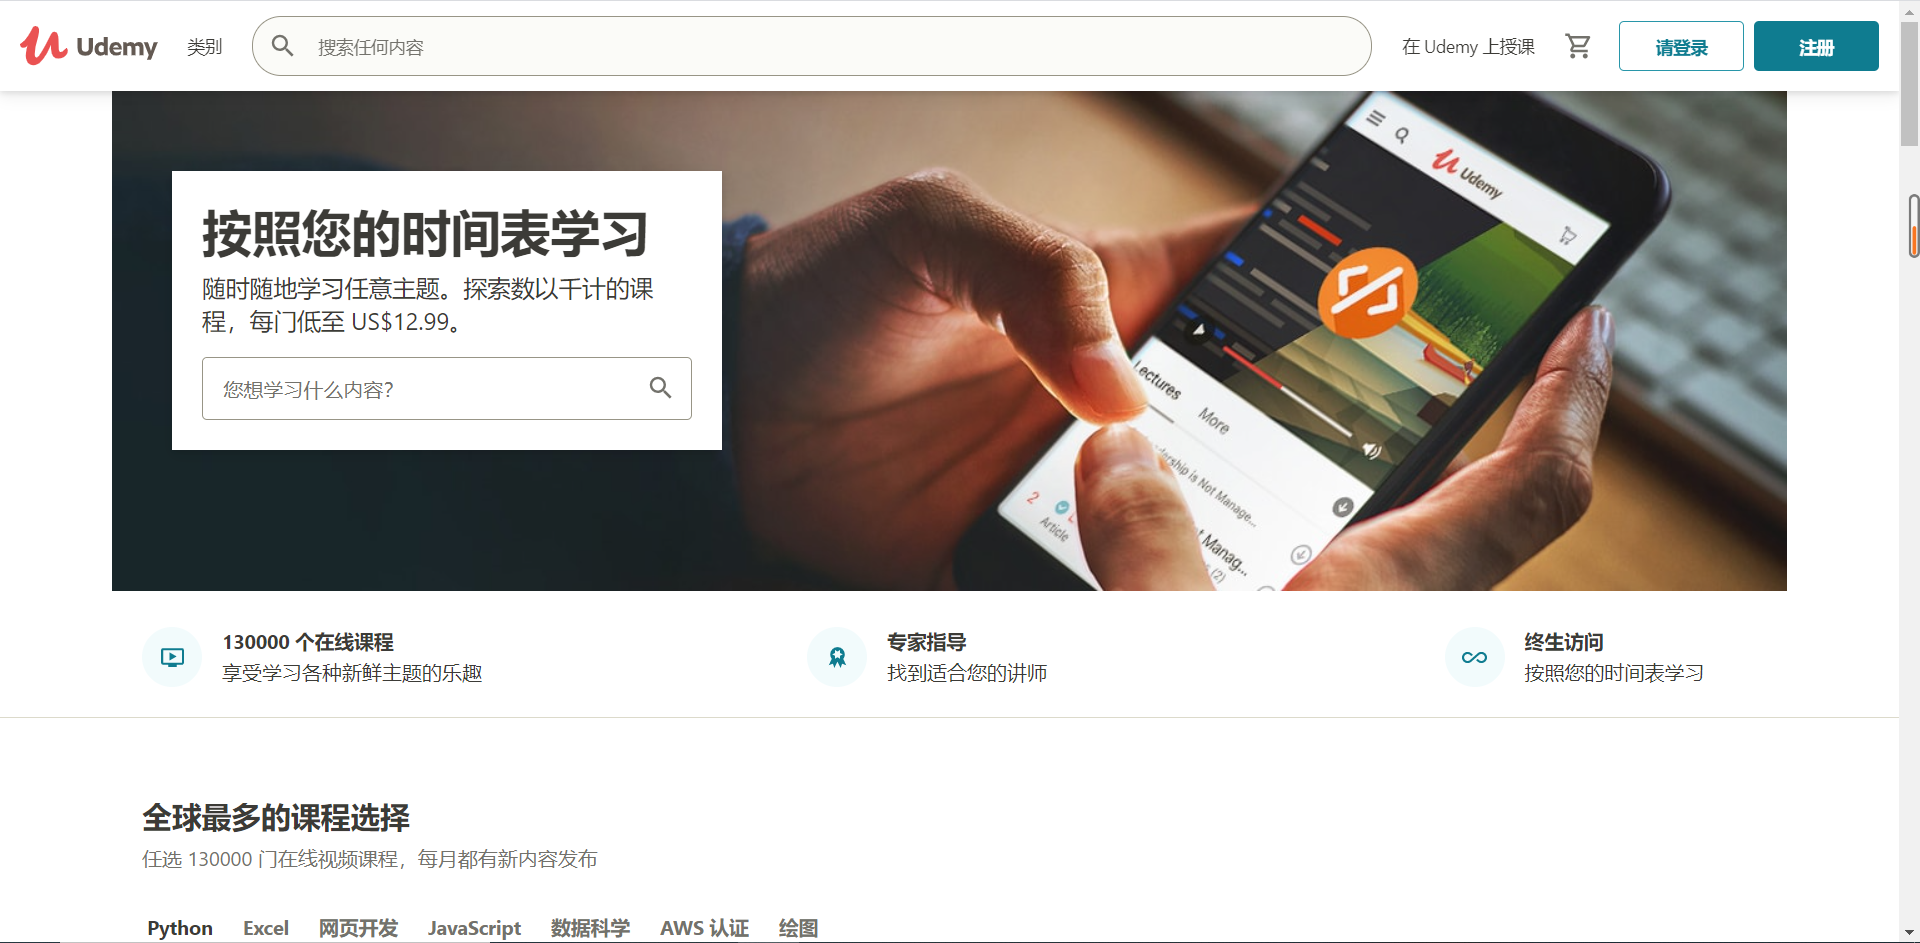 Udemy
类别
搜索任何内容
在 Udemy 上授课
请登录
注册
Udemy
按照您的时间表学习
随时随地学习任意主题。探索数以千计的课
程，每门低至 US$12.99。
您想学习什么内容?
Lectures
More
ership is Not Manage...
2
Article
Manag...
(2)
130000 个在线课程
享受学习各种新鲜主题的乐趣
专家指导
找到适合您的讲师
终生访问
按照您的时间表学习
全球最多的课程选择
任选 130000 门在线视频课程，每月都有新内容发布
Python
Excel
网页开发
JavaScript
数据科学
AWS 认证
绘图